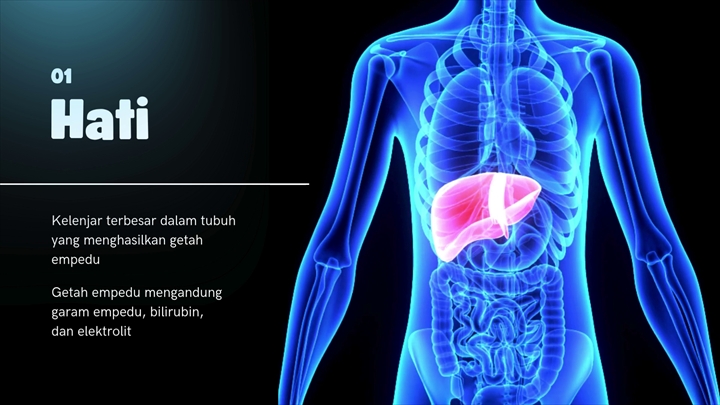 01
Hati
Kelenjar terbesar dalam tubuh
yang menghasilkan getah
empedu
Getah empedu mengandung
garam empedu, bilirubin,
dan elektrolit